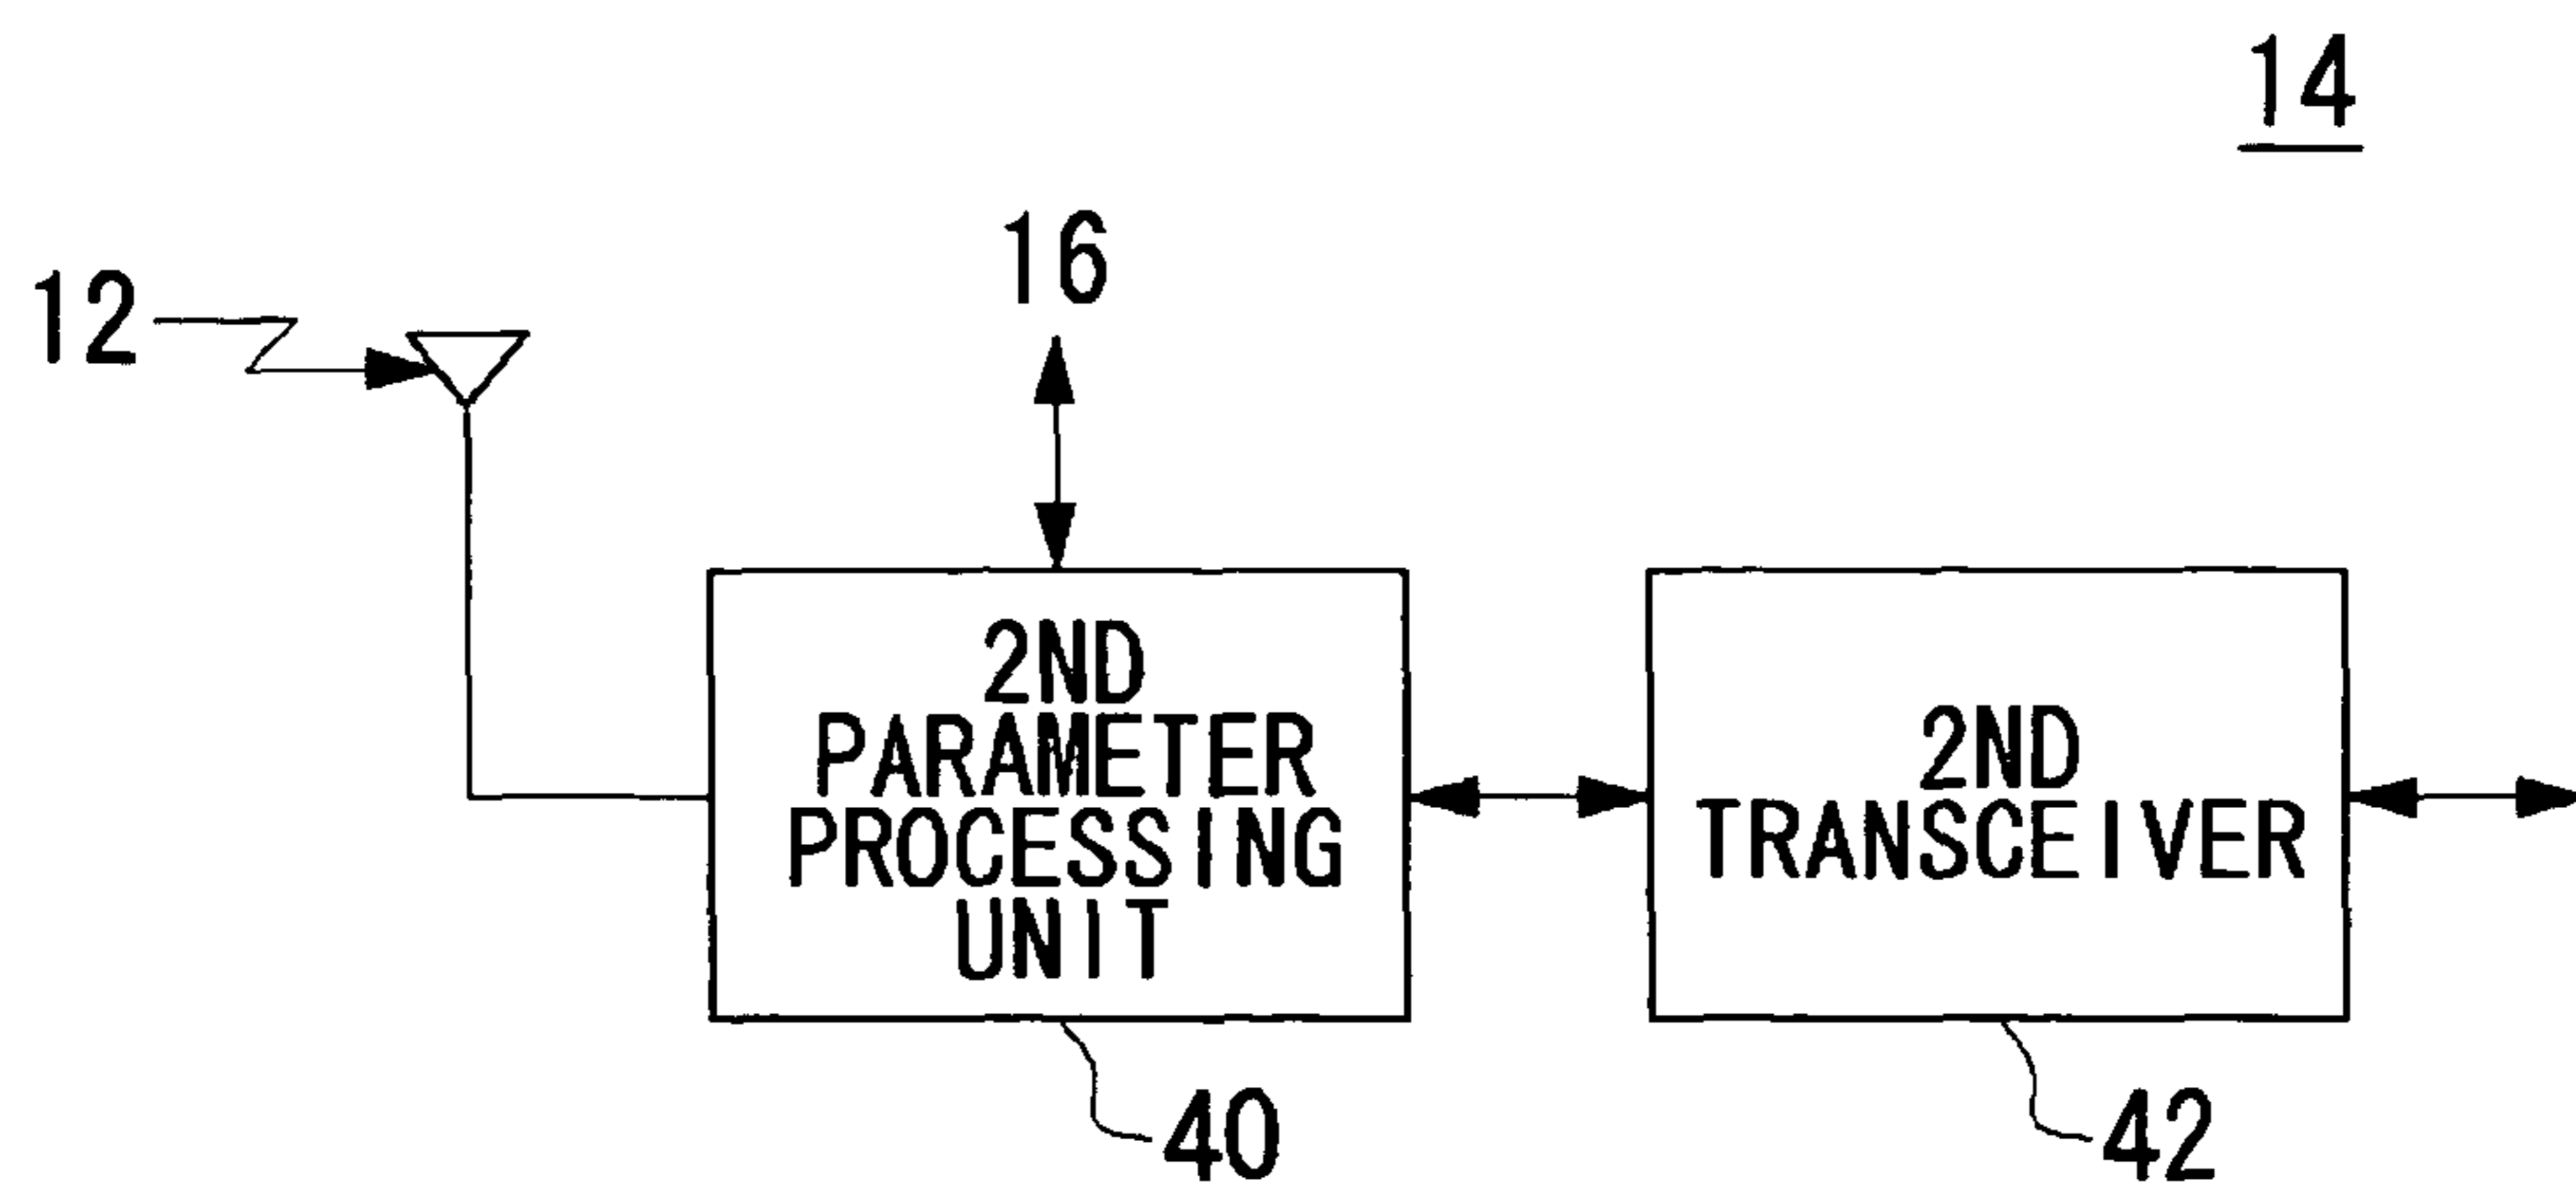 14
16
12
2ND
PARAMETER
PROCESSING
UNIT
2ND
TRANSCEIVER
40
42